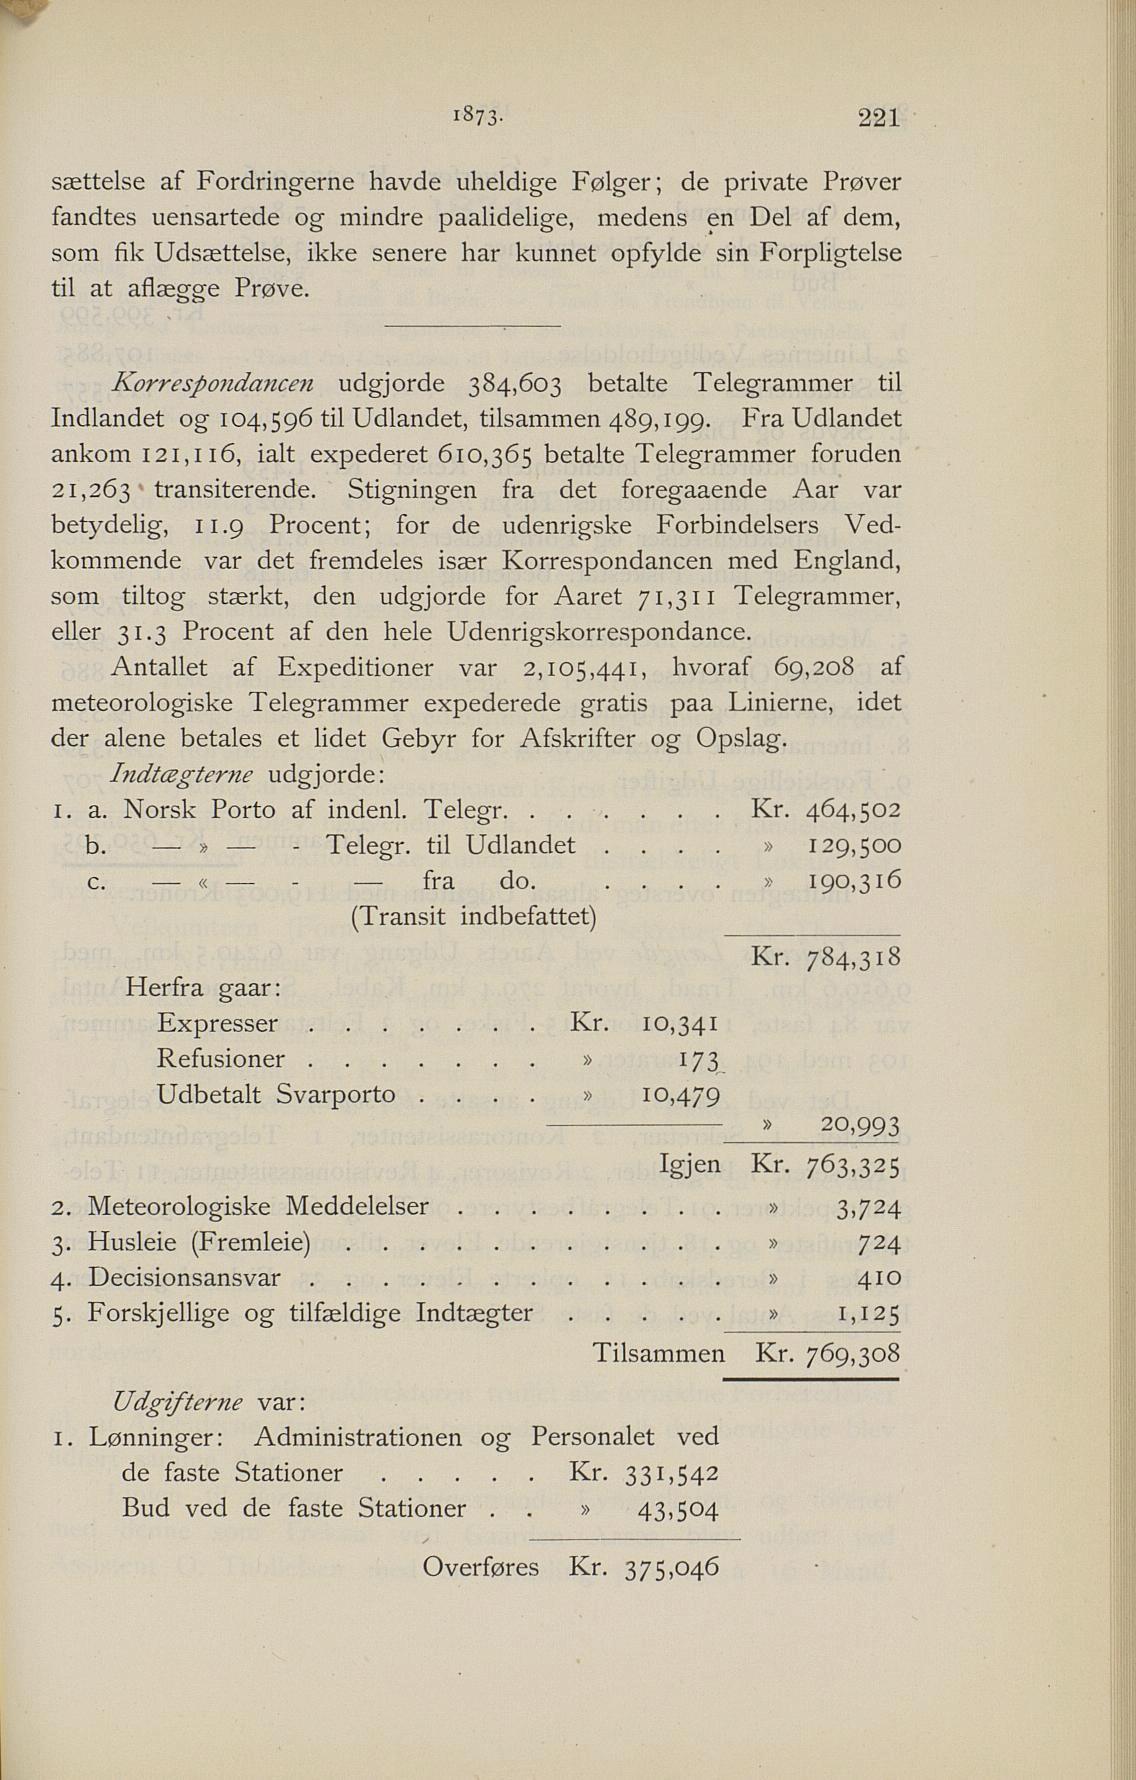 1873.
221
sættelse af Fordringerne havde uheldige Følger; de private Prøver
fandtes uensartede og mindre paalidelige, medens en Del af dem,
som fik Udsættelse, ikke senere har kunnet opfylde sin Forpligtelse
til at aflægge Prøve.
Korrespondancen udgjorde 384,603 betalte Telegrammer til
Indlandet og 104,596 til Udlandet, tilsammen 489,199. Fra Udlandet
ankom 121,116, ialt expederet 610,365 betalte Telegrammer foruden
21,263 transiterende. Stigningen fra det foregaaende Aar var
betydelig, 11.9 Procent; for de udenrigske Forbindelsers Ved-
kommende var det fremdeles især Korrespondancen med England,
som tiltog stærkt, den udgjorde for Aaret 71,311 Telegrammer,
eller 31.3 Procent af den hele Udenrigskorrespondance.
Antallet af Expeditioner var 2,105,441, hvoraf 69,208 af
meteorologiske Telegrammer expederede gratis paa Linierne, idet
der alene betales et lidet Gebyr for Afskrifter og Opslag.
Indtægterne udgjorde:
1. a. Norsk Porto af indenl. Telegr. . . . . . . Kr. 464,502
b. — » — - Telegr. til Udlandet . . . . » 129,500
c. — « — - — fra do. . . . . » 190,316
(Transit indbefattet)
Kr. 784,318
Herfra gaar:
Expresser . . . . . . . Kr. 10,341
Refusioner . . . . . . . » 173
Udbetalt Svarporto . . . . » 10,479
» 20,993
Igjen Kr. 763,325
2. Meteorologiske Meddelelser . . . . . . . . » 3,724
3. Husleie (Fremleie) . . . . . . . . . . . » 724
4. Decisionsansvar . . . . . . . . . . . . » 410
5. Forskjellige og tilfældige Indtægter . . . . . » 1,125
Tilsammen Kr. 769,308
Udgifterne var:
1. Lønninger: Administrationen og Personalet ved
de faste Stationer . . . . . Kr. 331,542
Bud ved de faste Stationer . . » 43,504
Overføres Kr. 375,046